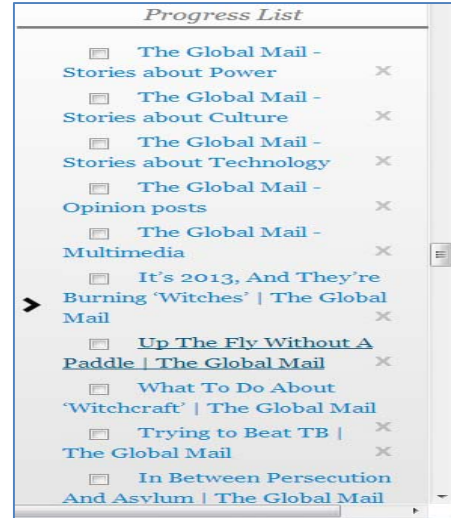 Progress List
The Global Mail -
Stories about Power
The Global Mail -
Stories about Culture
The Global Mail -
Stories about Technology
The Global Mail -
Opinion posts
The Global Mail -
Multimedia
It's 2013, And They're
Burning ‘Witches’ | The Global
Mail
Up The Fly Without A
Paddle | The Global Mail
What To Do About
‘Witchcraft’ | The Global Mail
Trying to Beat TB |
The Global Mail
In Between Persecution
And Asylum | The Global Mail